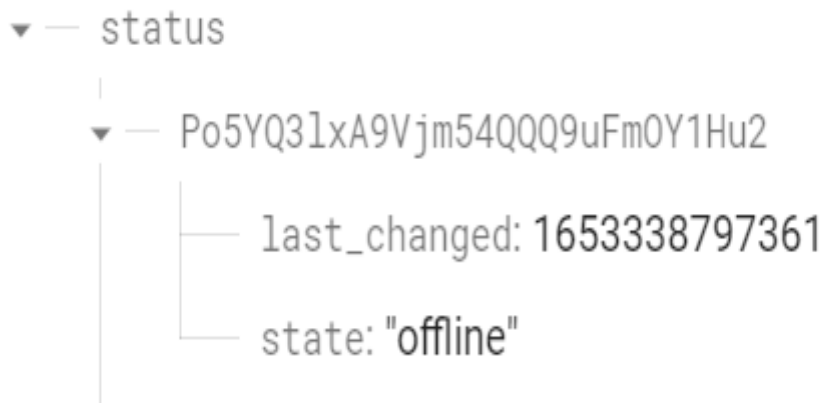 status
Po5YQ3lxA9Vjm54QQQ9uFmOY1Hu2
last_changed: 1653338797361
state: "offline"